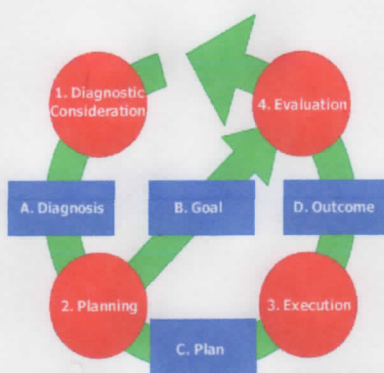 1. Diagnostic
Consideration
4. Evaluation
A. Diagnosis
B. Goal
D. Outcome
2. Planning
3. Execution
C. Plan